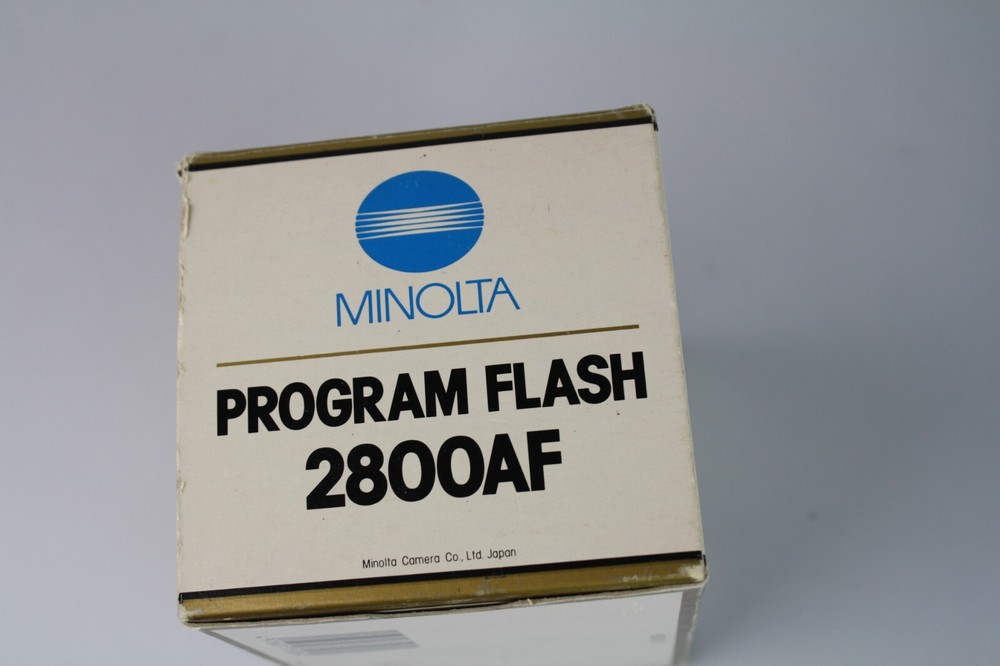 MINOLTA
PROGRAM FLASH
2800AF
Minolta Camera Co., Ltd. Japan